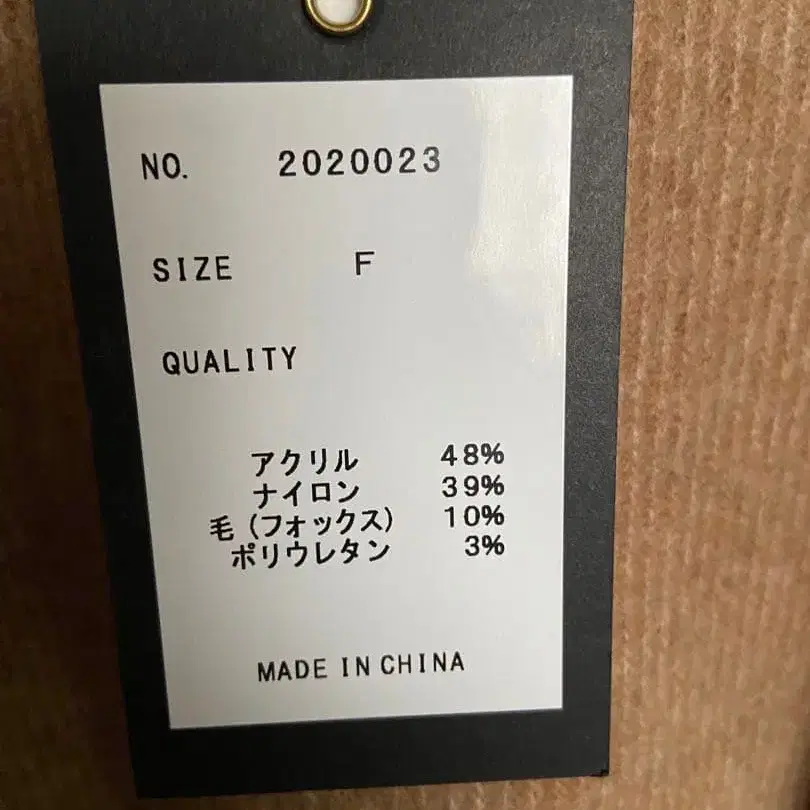 NO. 2020023
SIZE F
QUALITY
アクリル 48%
ナイロン 39%
毛(フォックス) 10%
ポリウレタン 3%
MADE IN CHINA